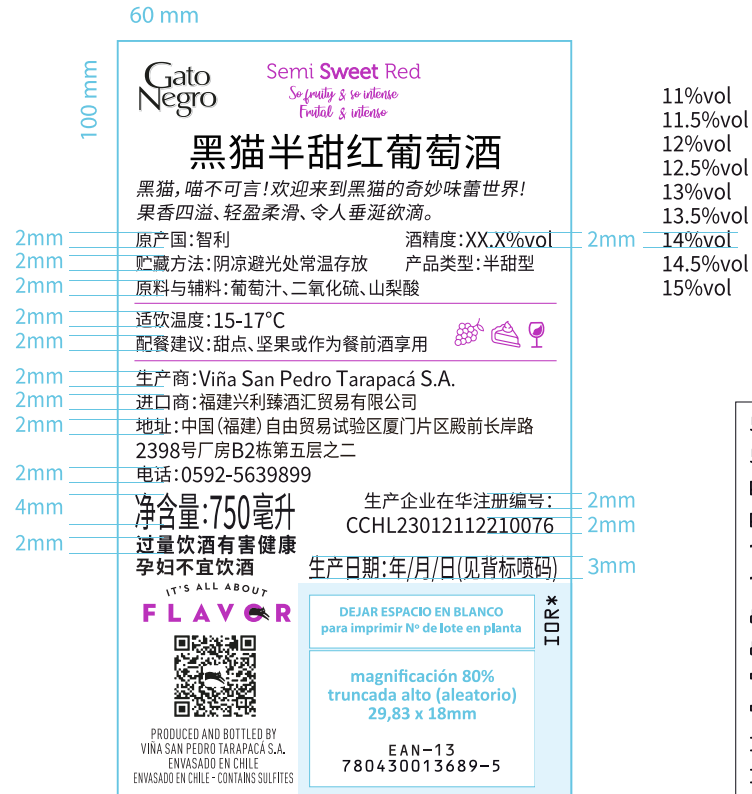 60 mm
100 mm
Gato
Negro
Semi Sweet Red
So fruity & so intense
Frutal & intenso
黑猫半甜红葡萄酒
黑猫,喵不可言!欢迎来到黑猫的奇妙味蕾世界!
果香四溢、轻盈柔滑、令人垂涎欲滴。
2mm 原产国:智利 酒精度:XX.X%vol 2mm
2mm 贮藏方法:阴凉避光处常温存放 产品类型:半甜型
2mm 原料与辅料:葡萄汁、二氧化硫、山梨酸
2mm 适饮温度:15-17°C
2mm 配餐建议:甜点、坚果或作为餐前酒享用
2mm 生产商:Viña San Pedro Tarapacá S.A.
2mm 进口商:福建兴利臻酒汇贸易有限公司
2mm 地址:中国(福建)自由贸易试验区厦门片区殿前长岸路
2398号厂房B2栋第五层之二
2mm 电话:0592-5639899
4mm 净含量:750毫升
2mm 过量饮酒有害健康
孕妇不宜饮酒
生产企业在华注册编号: 2mm
CCHL23012112210076 2mm
生产日期:年/月/日(见背标喷码) 3mm
IT'S ALL ABOUT
FLAVOR
PRODUCED AND BOTTLED BY
VIÑA SAN PEDRO TARAPACÁ S.A.
ENVASADO EN CHILE
ENVASADO EN CHILE - CONTAINS SULFITES
DEJAR ESPACIO EN BLANCO
para imprimir Nº de lote en planta
IOR*
magnificación 80%
truncada alto (aleatorio)
29,83 x 18mm
EAN-13
780430013689-5
11%vol
11.5%vol
12%vol
12.5%vol
13%vol
13.5%vol
14%vol
14.5%vol
15%vol